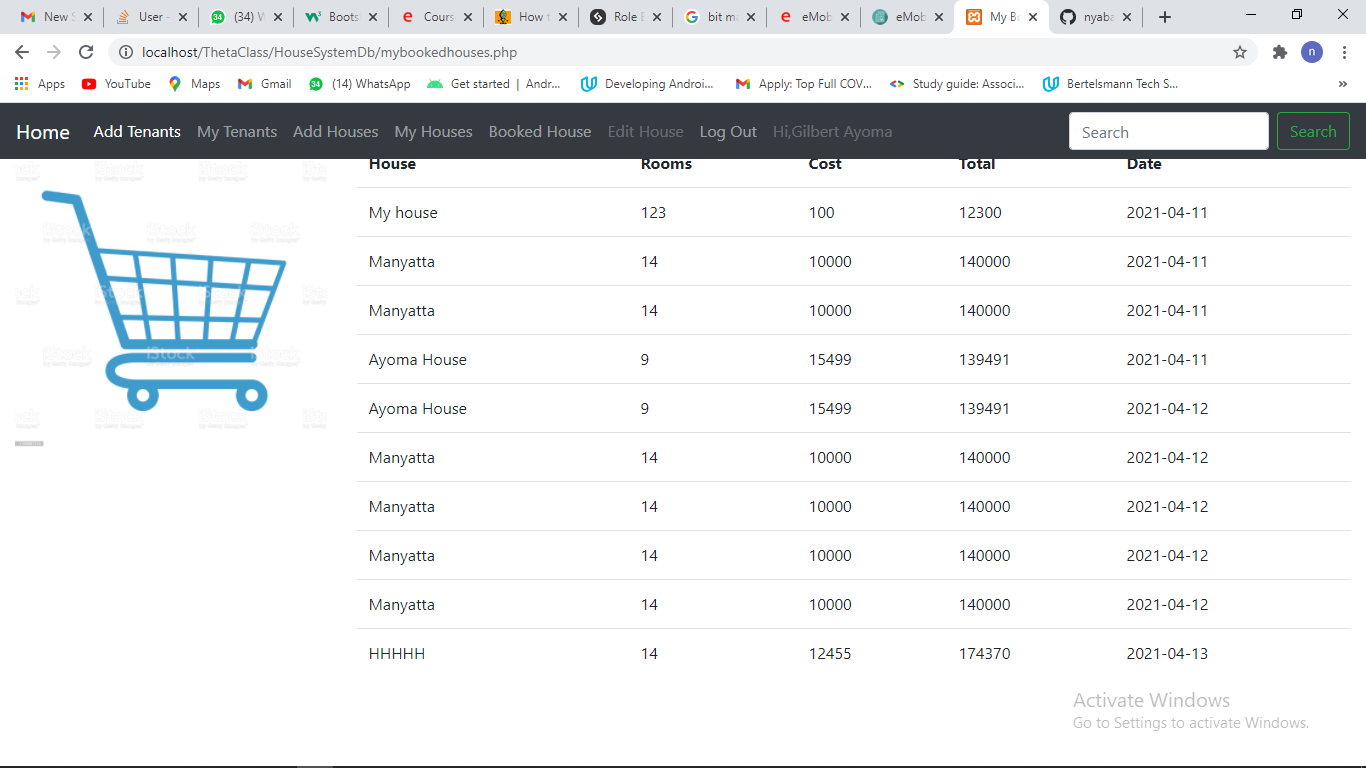 New S
User -
(34) W
Boots
Cours
How t
Role B
bit ma
eMob
eMob
My Bo
nyaba
localhost/ThetaClass/HouseSystemDb/mybookedhouses.php
n
Apps YouTube Maps Gmail (14) WhatsApp Get started | Andr... Developing Androi... Apply: Top Full COV... Study guide: Associ... Bertelsmann Tech S... »
Home Add Tenants My Tenants Add Houses My Houses Booked House Edit House Log Out Hi,Gilbert Ayoma Search Search
House Rooms Cost Total Date
My house 123 100 12300 2021-04-11
Manyatta 14 10000 140000 2021-04-11
Manyatta 14 10000 140000 2021-04-11
Ayoma House 9 15499 139491 2021-04-11
Ayoma House 9 15499 139491 2021-04-12
Manyatta 14 10000 140000 2021-04-12
Manyatta 14 10000 140000 2021-04-12
Manyatta 14 10000 140000 2021-04-12
Manyatta 14 10000 140000 2021-04-12
HHHHH 14 12455 174370 2021-04-13
iStock
Activate Windows
Go to Settings to activate Windows.